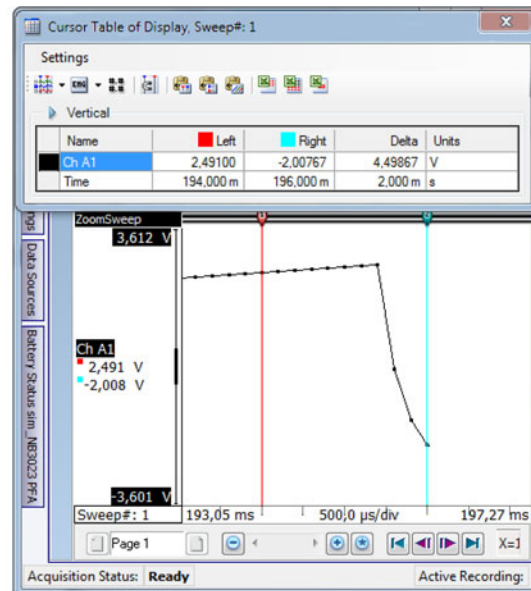 Cursor Table of Display, Sweep#: 1
Settings
Vertical
Name Left Right Delta Units
Ch A1 2,49100 -2,00767 4,49867 V
Time 194,000 m 196,000 m 2,000 m s
ZoomSweep
3,612 V
Data Sources
Battery Status sim _NB3023 PFA
Ch A1
2,491 V
-2,008 V
-3,601 V
Sweep#: 1 193,05 ms 500,0 µs/div 197,27 ms
Page 1
X=1
Acquisition Status: Ready Active Recording: